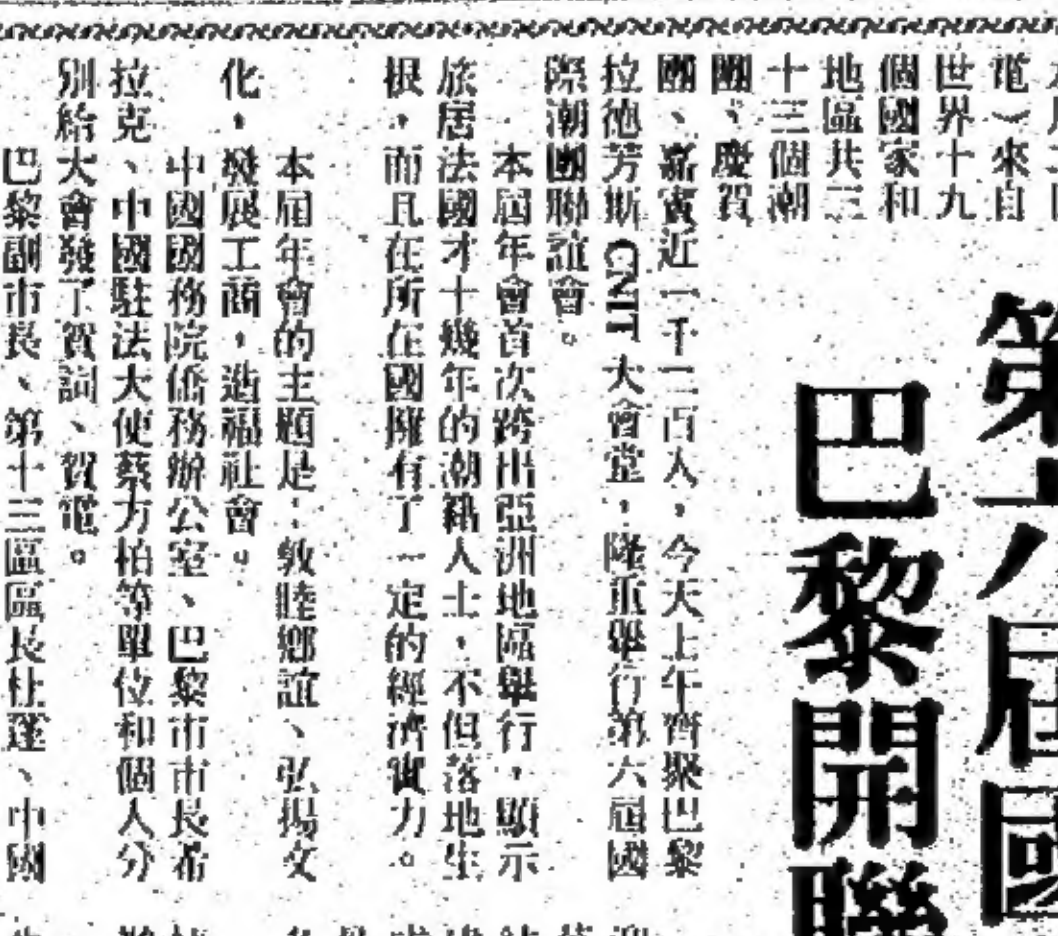 第六屆國
巴黎開聯
電）來自
世界十九
個國家和
地區共三
十三個潮
團、慶賀
團、嘉賓近一千二百人，今天上午齊聚巴黎
拉德芳斯CNIT大會堂，隆重舉行第六屆國
際潮團聯誼會。
本屆年會首次跨出亞洲地區舉行，顯示
旅居法國才十幾年的潮籍人士，不但落地生
根，而且在所在國擁有了一定的經濟實力。
本屆年會的主題是：敦睦鄉誼、弘揚文
化，發展工商，造福社會。
中國國務院僑務辦公室、巴黎市市長希
拉克、中國駐法大使蔡方柏等單位和個人分
別給大會發了賀詞、賀電。
巴黎副市長、第十三區區長杜蓬、中國